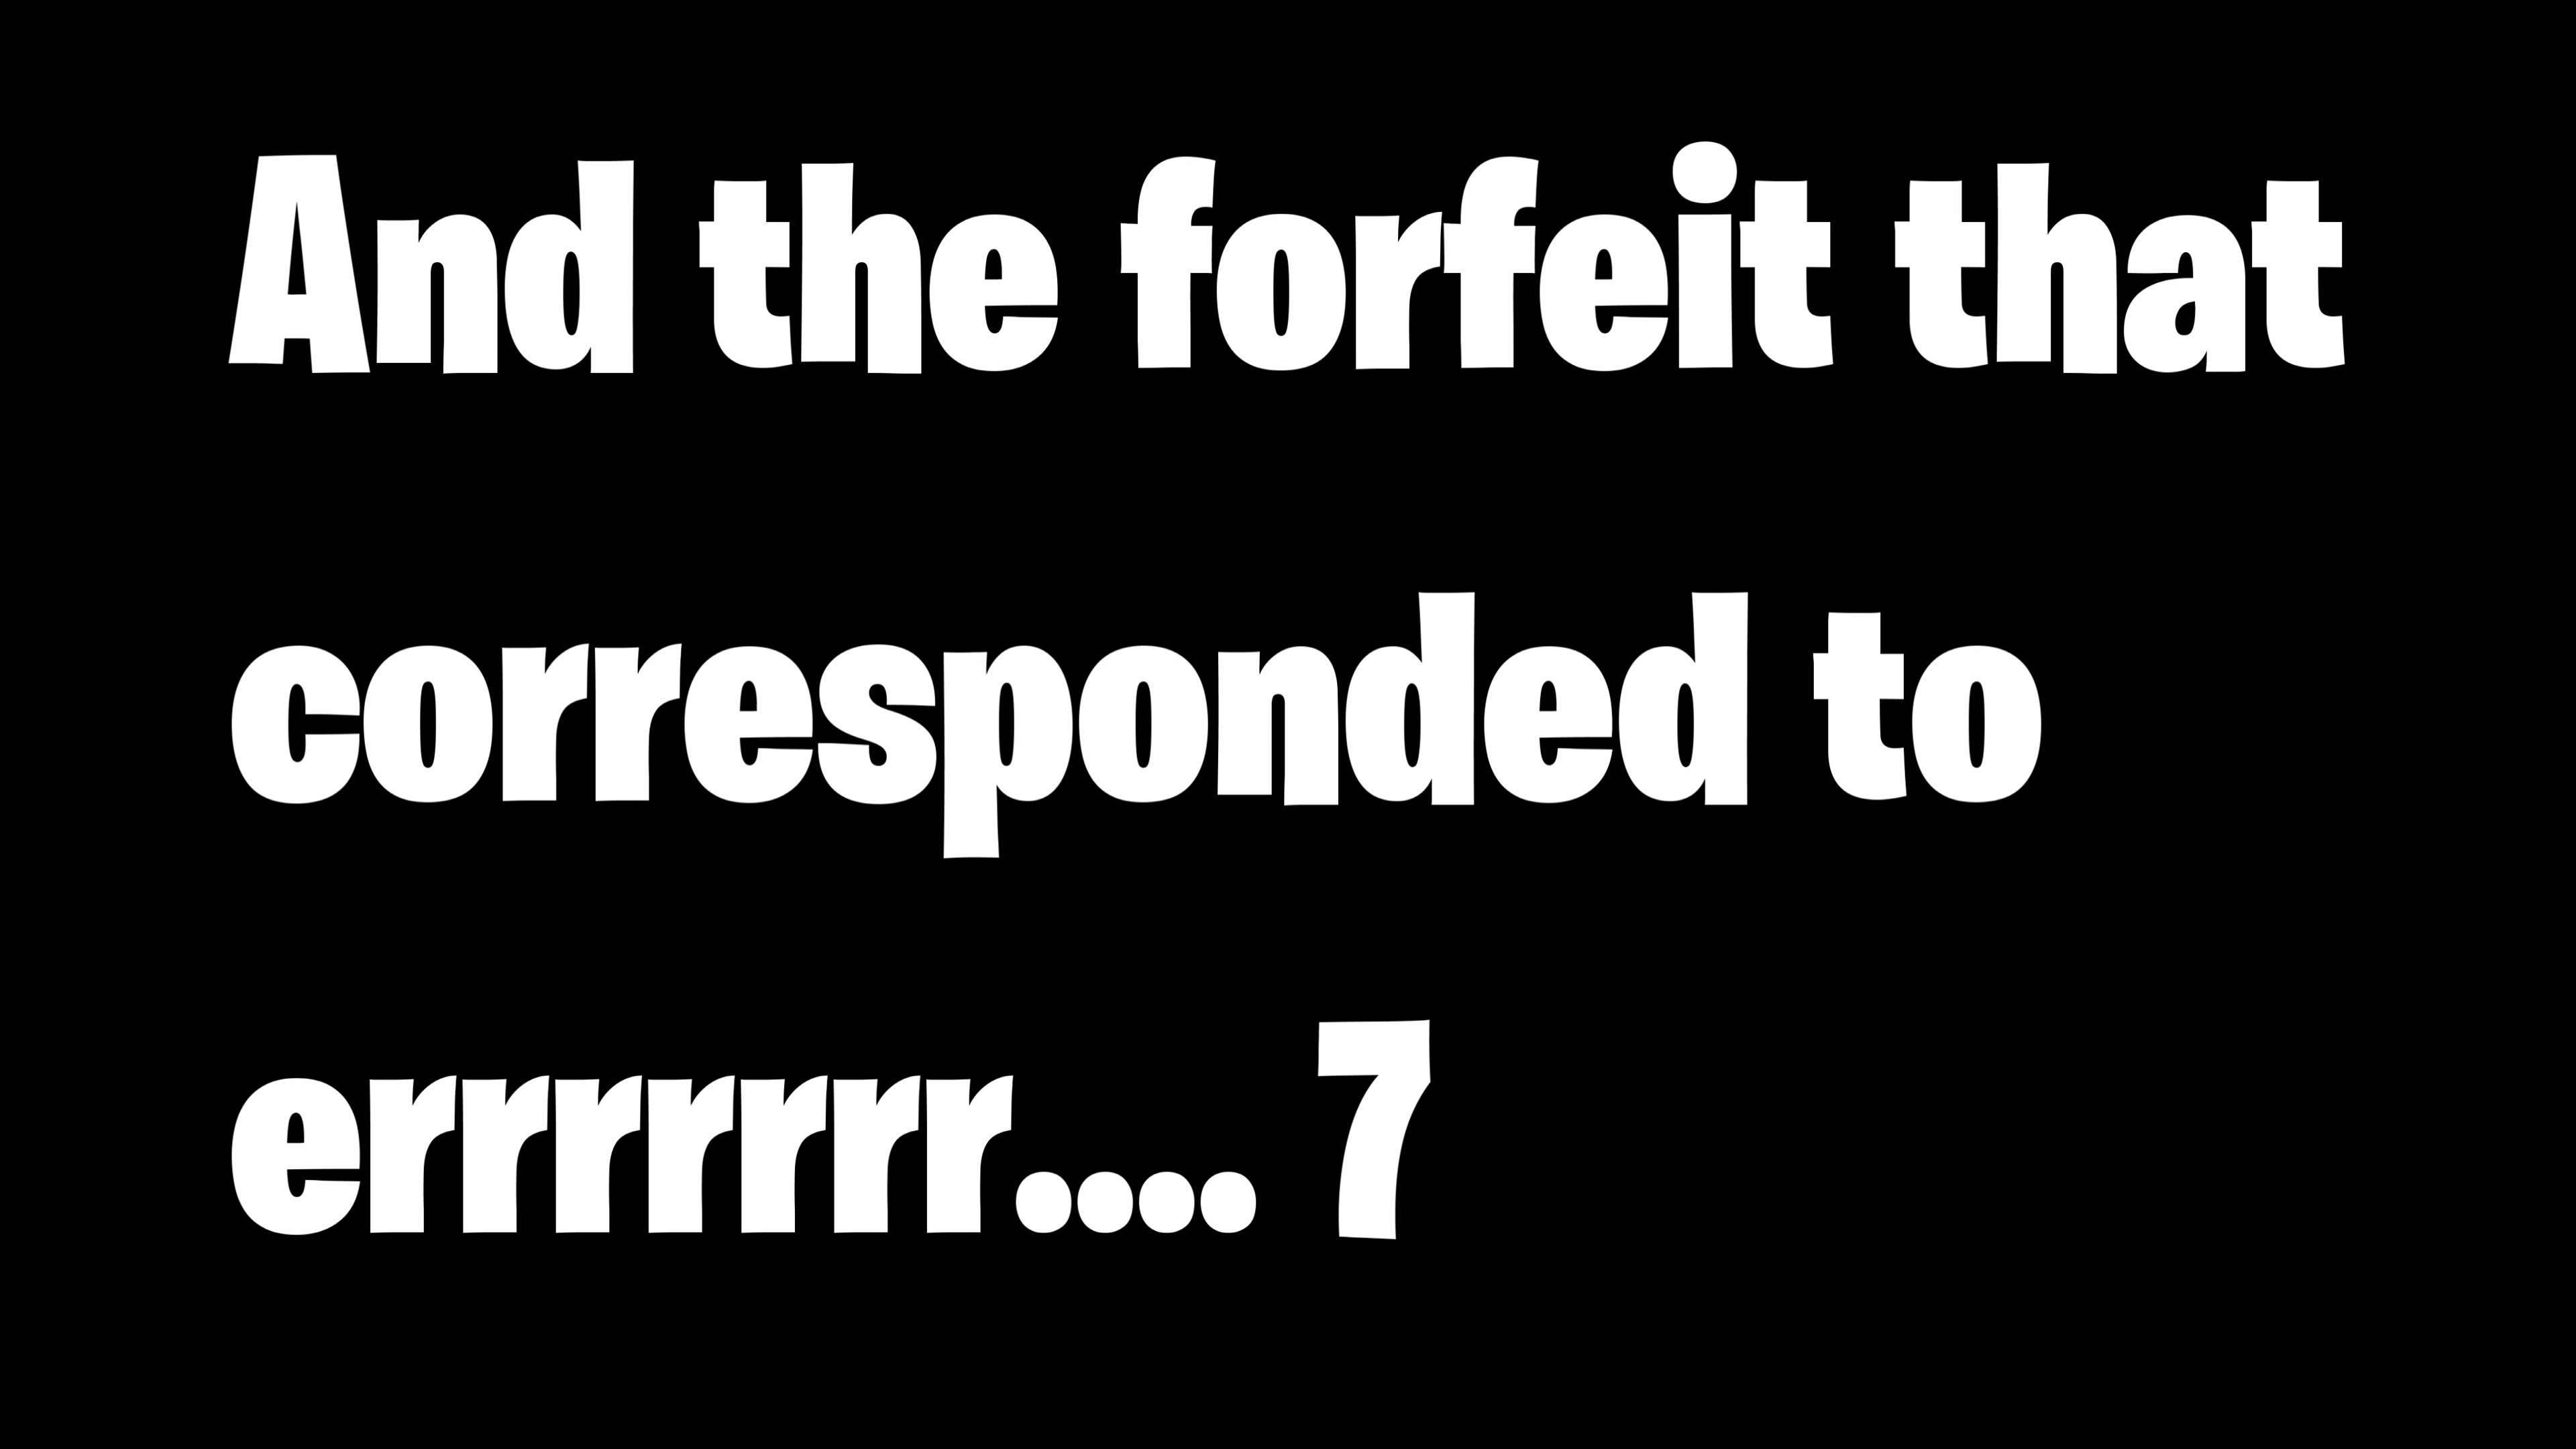 And the forfeit that
corresponded to
errrrrrr.... 7